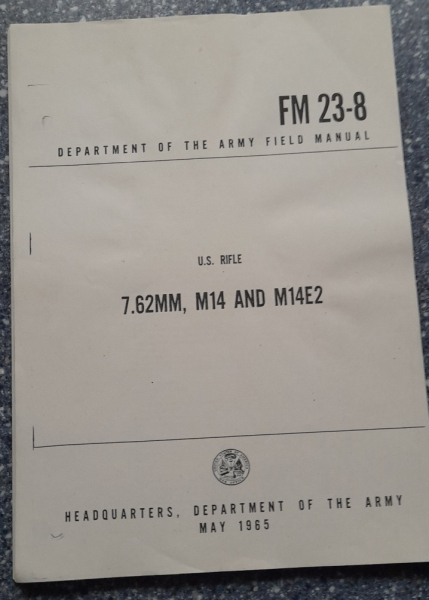 FM 23-8
DEPARTMENT OF THE ARMY FIELD MANUAL
U.S. RIFLE
7.62MM, M14 AND M14E2
HEADQUARTERS, DEPARTMENT OF THE ARMY
MAY 1965